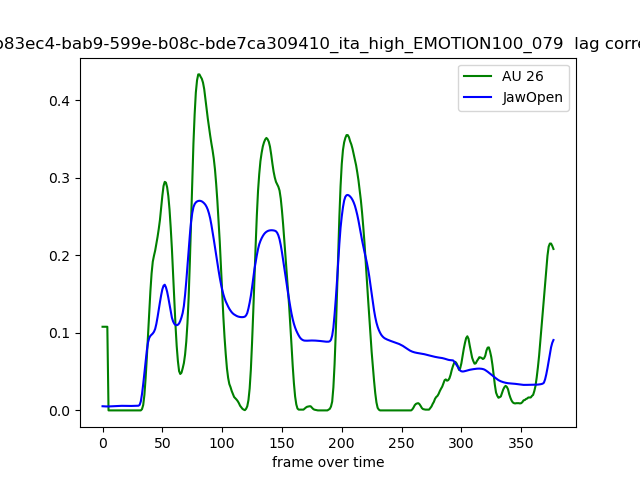 b83ec4-bab9-599e-b08c-bde7ca309410_ita_high_EMOTION100_079 lag corre
AU 26
JawOpen
0.4
0.3
0.2
0.1
0.0
0 50 100 150 200 250 300 350
frame over time